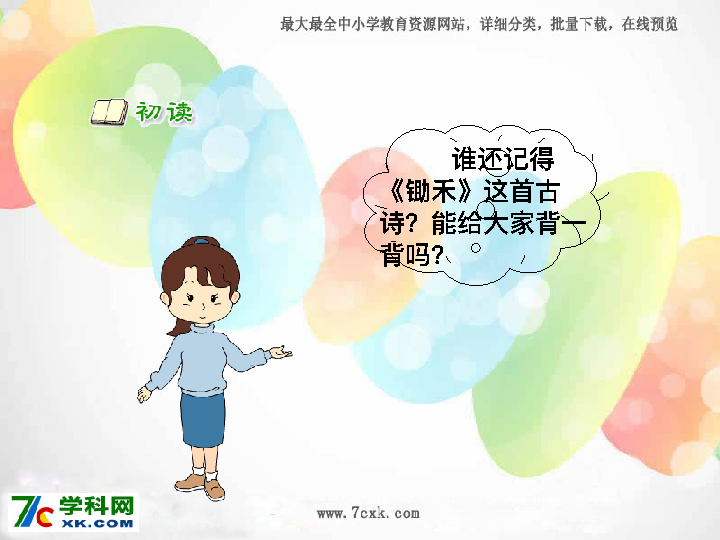 最大最全中小学教育资源网站，详细分类，批量下载，在线预览
初读
谁还记得
《锄禾》这首古
诗？能给大家背一
背吗？
7c学科网
XK.COM
www.7cxk.com